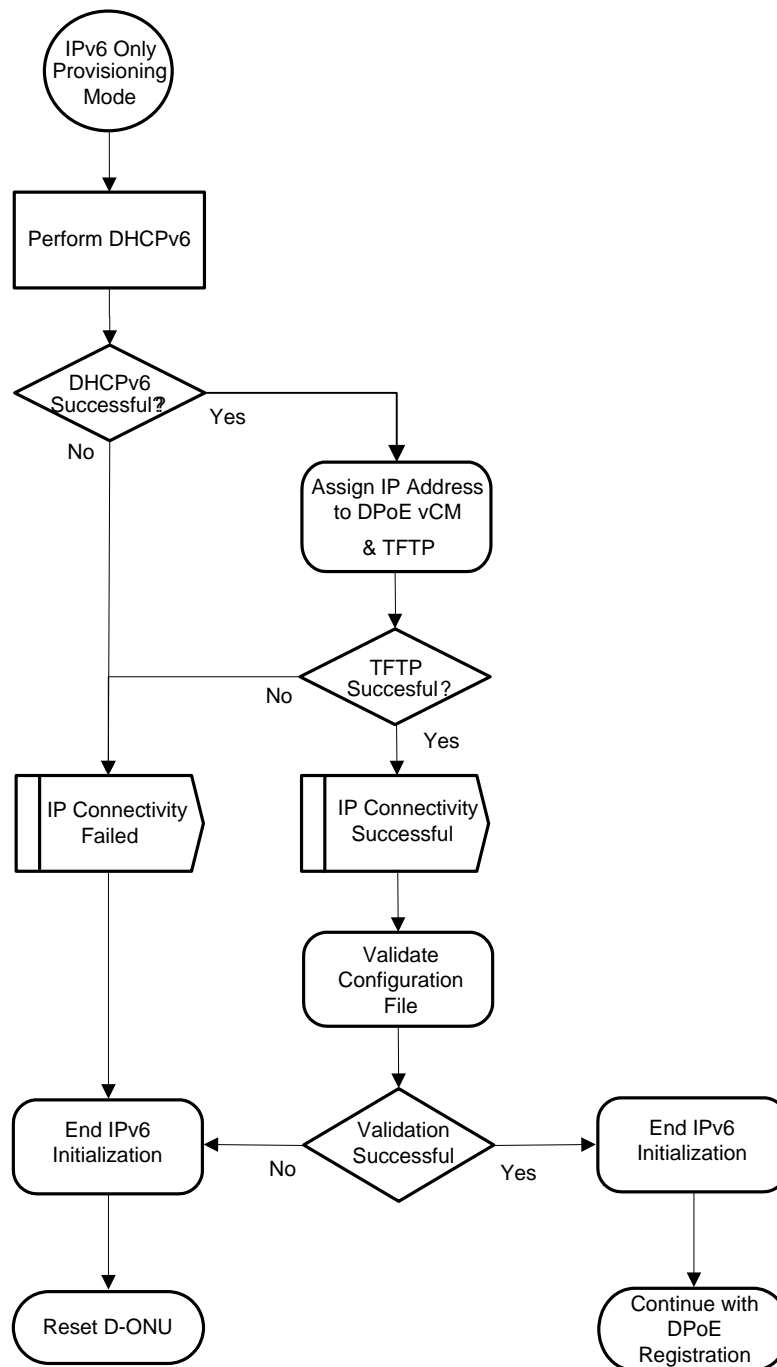 IPv6 Only
Provisioning
Mode
Perform DHCPv6
DHCPv6
Successful?
Yes
No
Assign IP Address
to DPoE vCM
& TFTP
TFTP
Succesful?
No
Yes
IP Connectivity
Failed
IP Connectivity
Successful
Validate
Configuration
File
End IPv6
Initialization
Validation
Successful
No
Yes
End IPv6
Initialization
Reset D-ONU
Continue with
DPoE
Registration